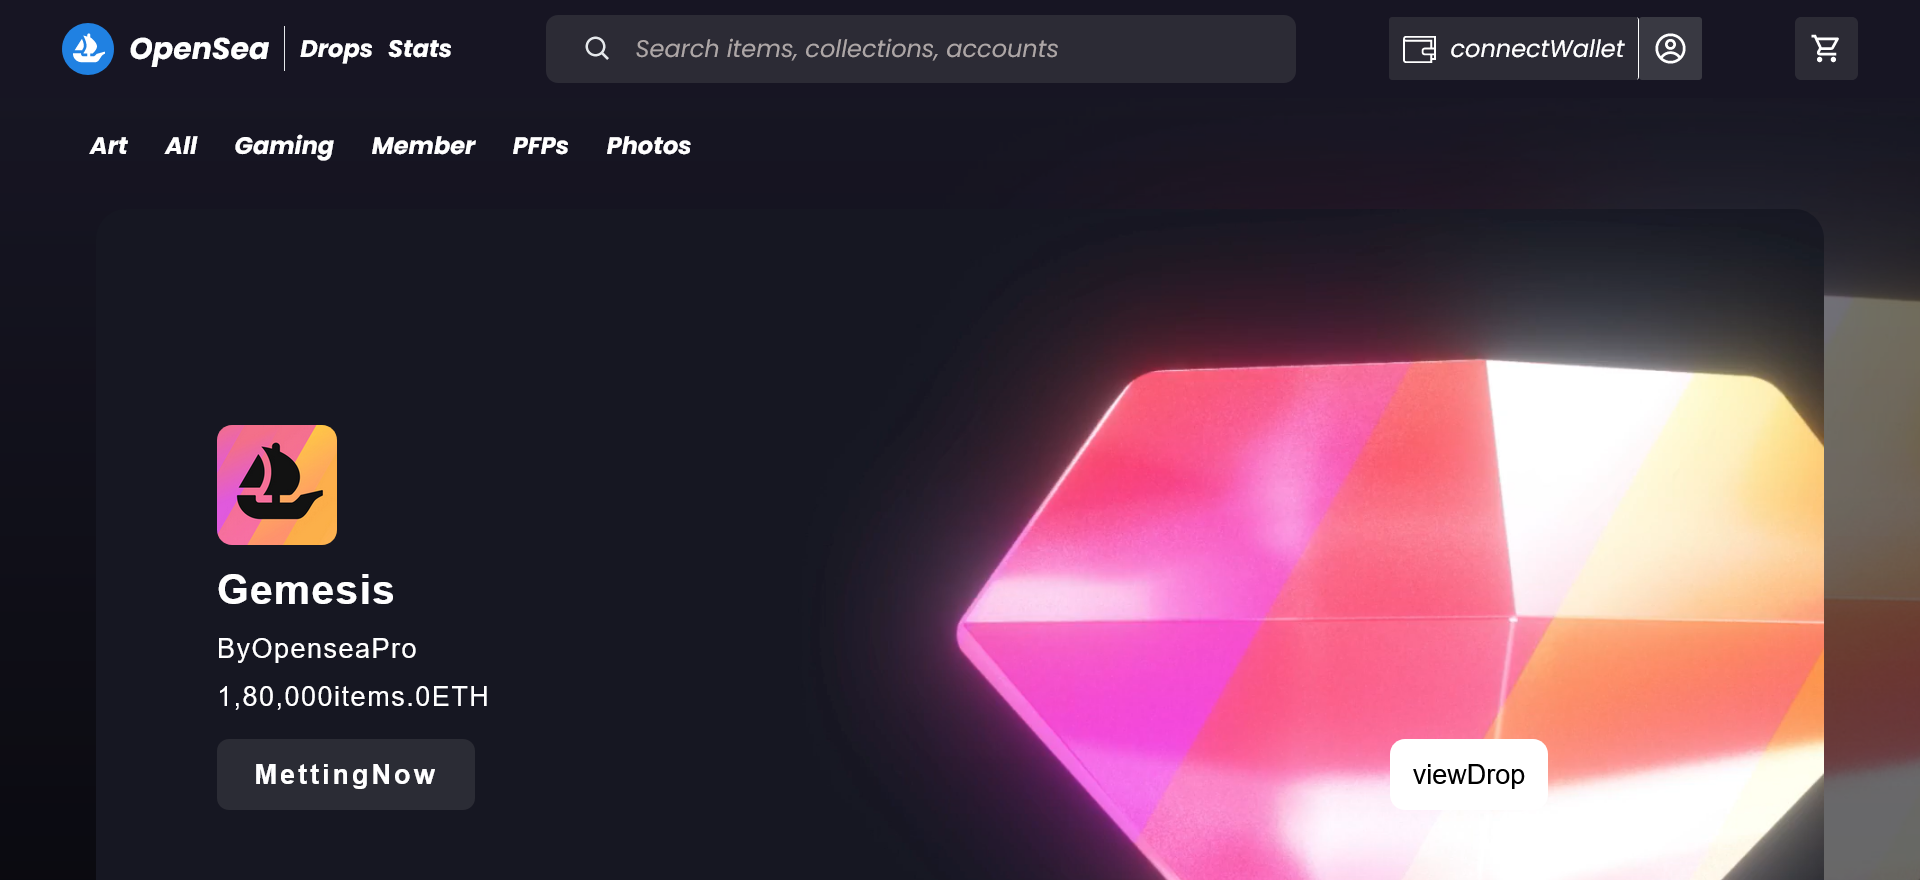 OpenSea Drops Stats Search items, collections, accounts connectWallet
Art All Gaming Member PFPs Photos
Gemesis
ByOpenseaPro
1,80,000items.0ETH
MettingNow viewDrop